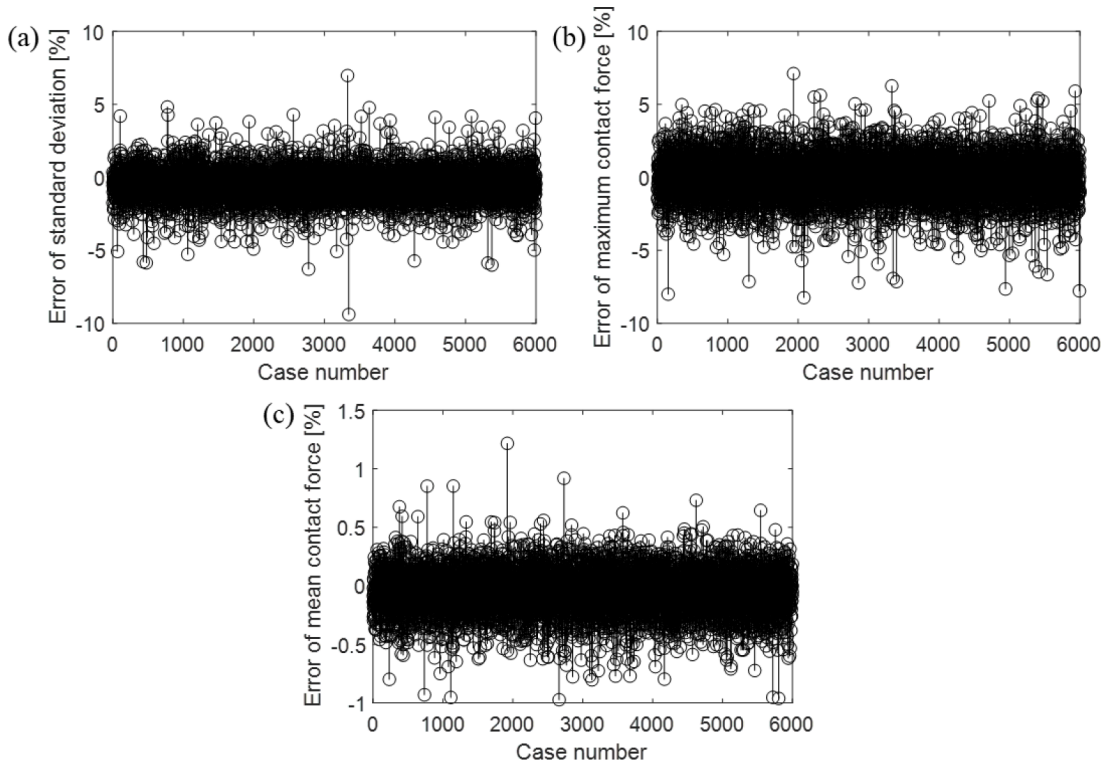 (a)
Error of standard deviation [%]
10
5
0
-5
-10
0 1000 2000 3000 4000 5000 6000
Case number
(b)
Error of maximum contact force [%]
10
5
0
-5
-10
0 1000 2000 3000 4000 5000 6000
Case number
(c)
Error of mean contact force [%]
1.5
1
0.5
0
-0.5
-1
0 1000 2000 3000 4000 5000 6000
Case number